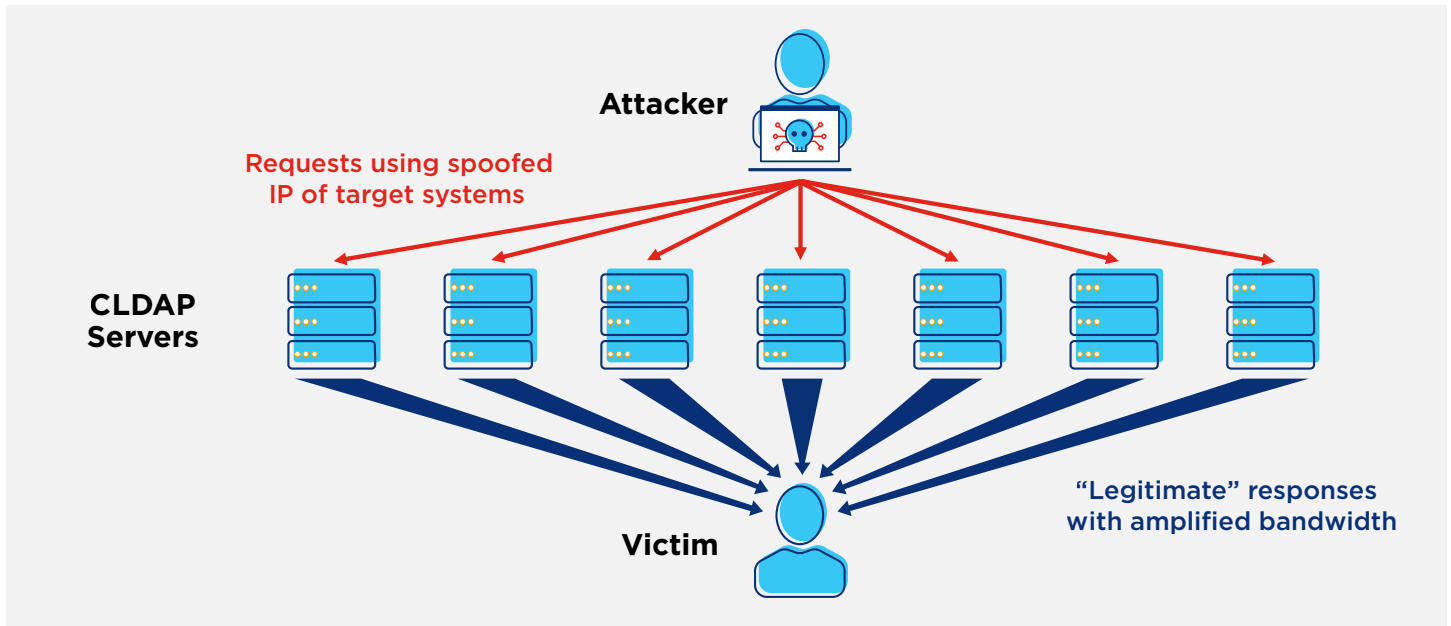 Attacker
Requests using spoofed
IP of target systems
CLDAP
Servers
“Legitimate” responses
with amplified bandwidth
Victim